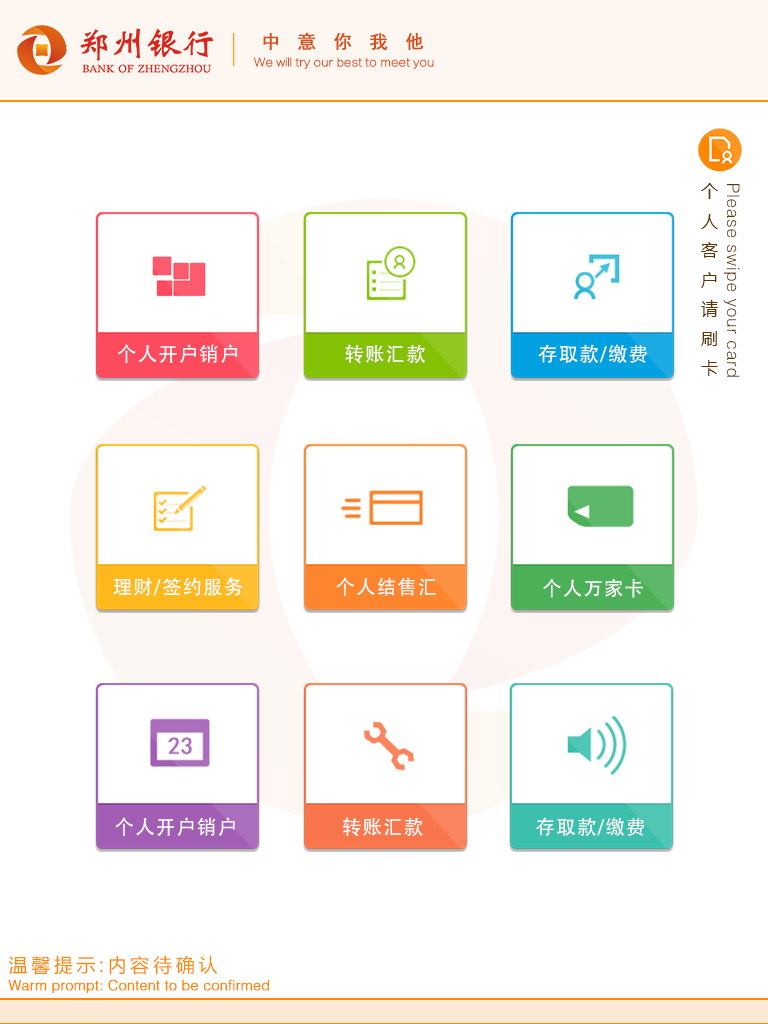 郑州银行
BANK OF ZHENGZHOU
中意你我他
We will try our best to meet you
个人客户请刷卡
Please swipe your card
个人开户销户
转账汇款
存取款/缴费
理财/签约服务
个人结售汇
个人万家卡
23
个人开户销户
转账汇款
存取款/缴费
温馨提示:内容待确认
Warm prompt: Content to be confirmed